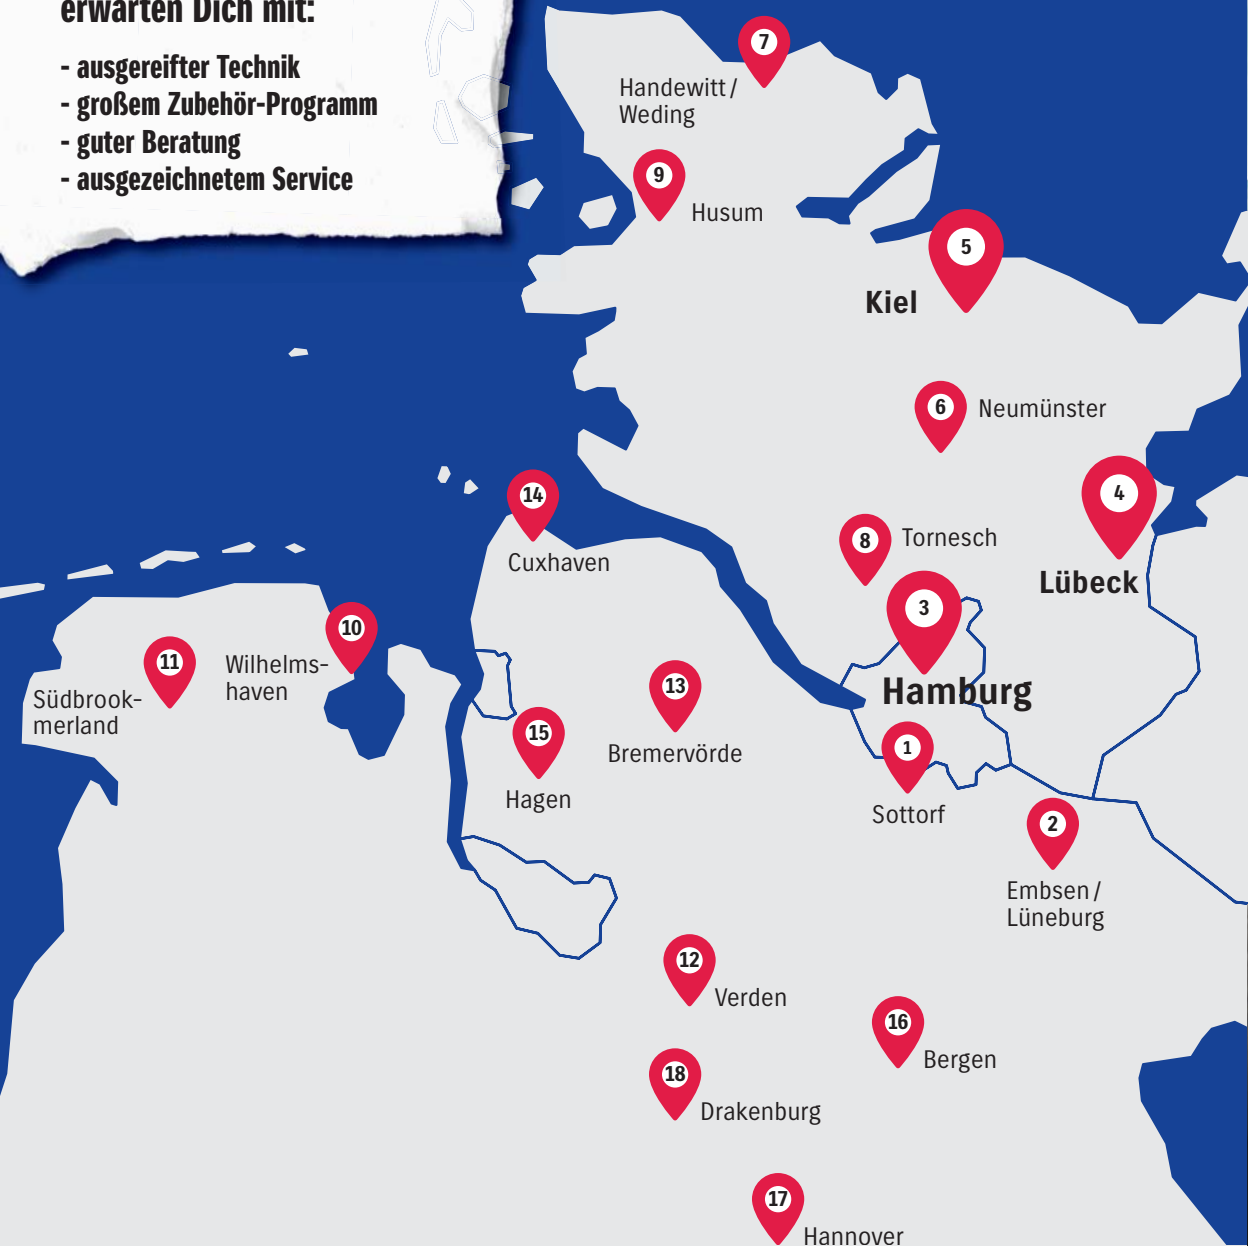 erwarten Dich mit:
- ausgereifter Technik
- großem Zubehör-Programm
- guter Beratung
- ausgezeichnetem Service
7
Handewitt/
Weding
9
Husum
5
Kiel
6
Neumünster
4
Lübeck
14
Cuxhaven
8
Tornesch
3
Hamburg
10
Wilhelms-
haven
11
Südbrook-
merland
13
Bremervörde
15
Hagen
1
Sottorf
2
Embsen/
Lüneburg
12
Verden
16
Bergen
18
Drakenburg
17
Hannover